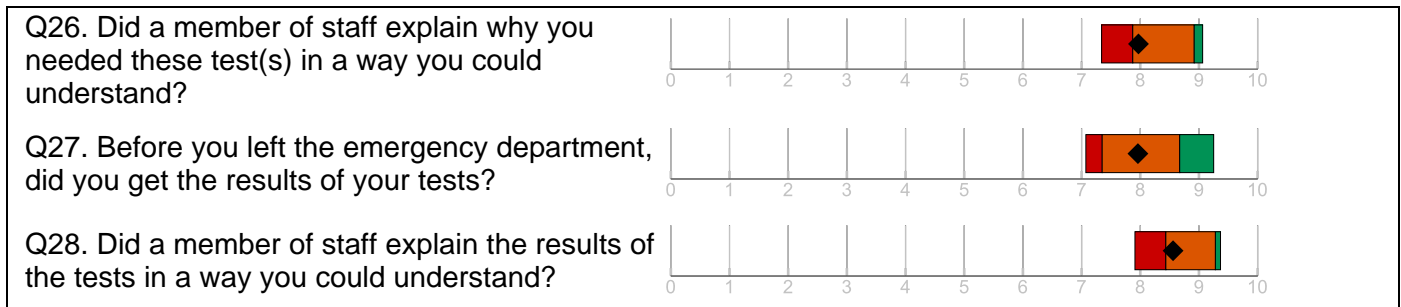 Q26. Did a member of staff explain why you
needed these test(s) in a way you could
understand?
0 1 2 3 4 5 6 7 8 9 10
Q27. Before you left the emergency department,
did you get the results of your tests?
0 1 2 3 4 5 6 7 8 9 10
Q28. Did a member of staff explain the results of
the tests in a way you could understand?
0 1 2 3 4 5 6 7 8 9 10